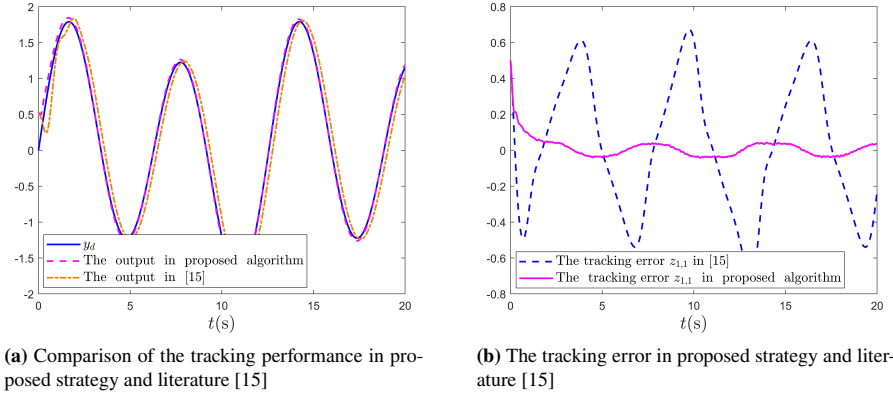 2
1.5
1
0.5
0
-0.5
-1
-1.5
-2
0 5 10 15 20
t(s)
y_d
The output in proposed algorithm
The output in [15]
(a) Comparison of the tracking performance in pro-
posed strategy and literature [15]
0.8
0.6
0.4
0.2
0
-0.2
-0.4
-0.6
-0.8
0 5 10 15 20
t(s)
The tracking error z_{1,1} in [15]
The tracking error z_{1,1} in proposed algorithm
(b) The tracking error in proposed strategy and liter-
ature [15]